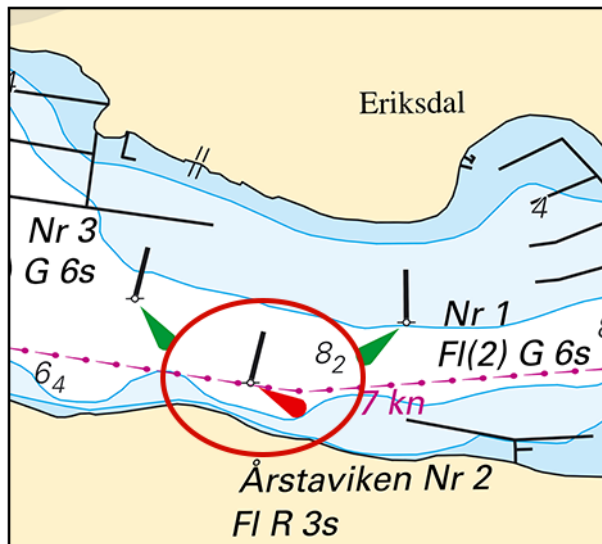 4
Eriksdal
4
Nr 3
) G 6s
Nr 1
Fl(2) G 6s
8₂
6₄
7 kn
Årstaviken Nr 2
Fl R 3s